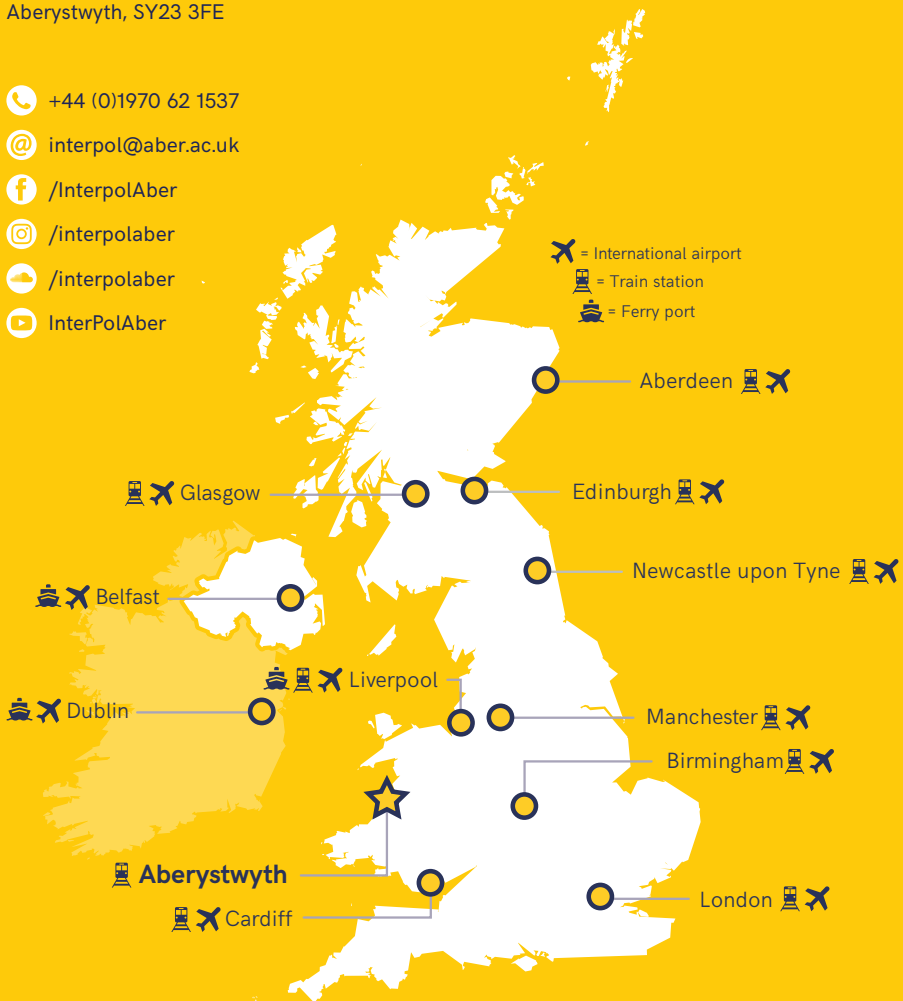 Aberystwyth, SY23 3FE
+44 (0)1970 62 1537
interpol@aber.ac.uk
/InterpolAber
/interpolaber
/interpolaber
InterPolAber
= International airport
= Train station
= Ferry port
Aberdeen
Glasgow
Edinburgh
Newcastle upon Tyne
Belfast
Liverpool
Dublin
Manchester
Birmingham
Aberystwyth
Cardiff
London